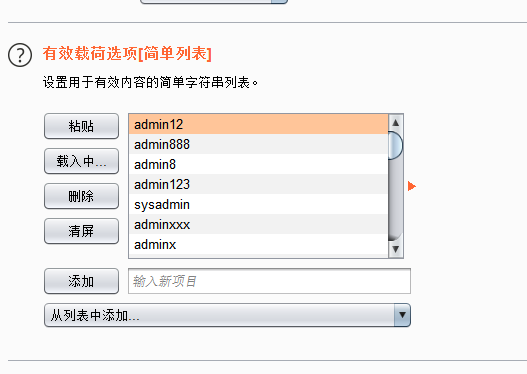 有效载荷选项[简单列表]
设置用于有效内容的简单字符串列表。
粘贴
载入中...
删除
清屏
admin12
admin888
admin8
admin123
sysadmin
adminxxx
adminx
添加
输入新项目
从列表中添加...